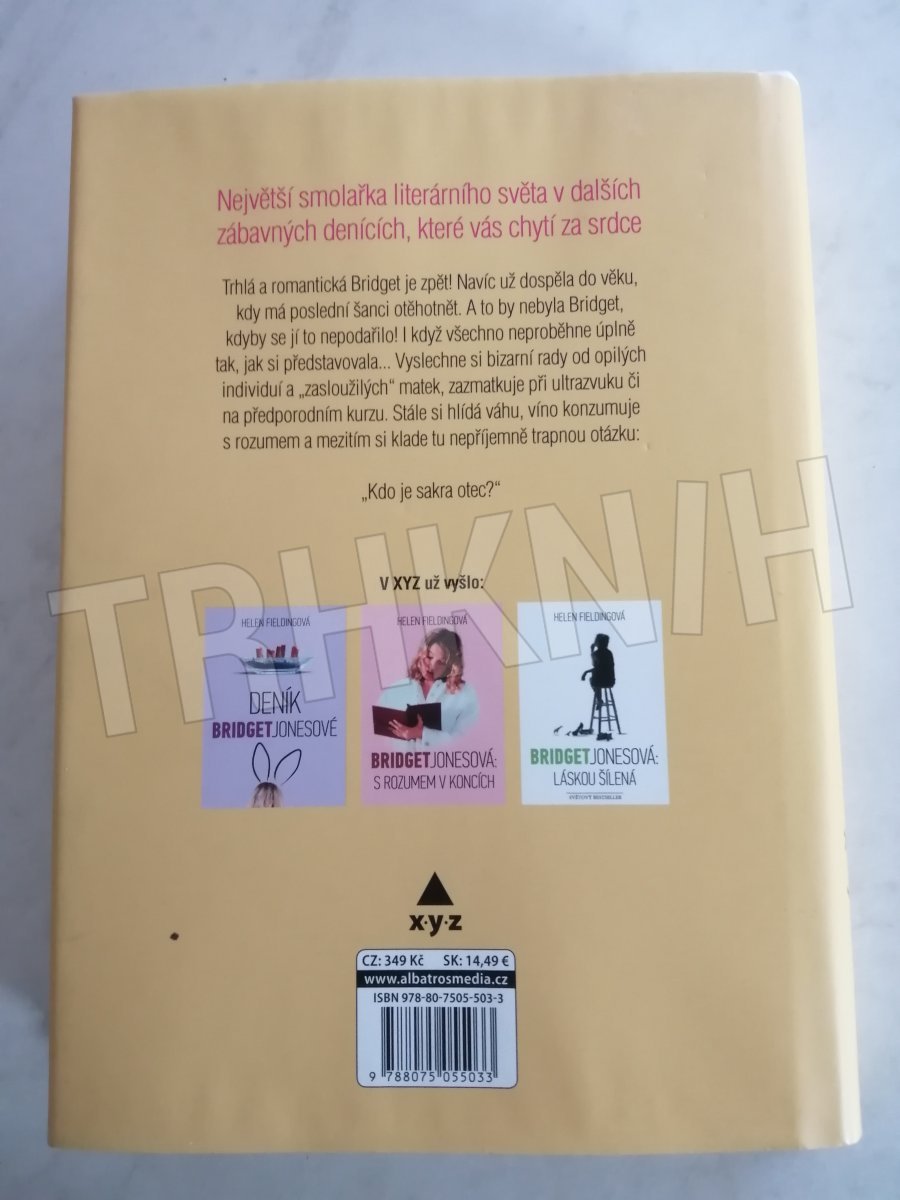 Největší smolařka literárního světa v dalších
zábavných denících, které vás chytí za srdce
Trhlá a romantická Bridget je zpět! Navíc už dospěla do věku,
kdy má poslední šanci otěhotnět. A to by nebyla Bridget,
kdyby se jí to nepodařilo! I když všechno neproběhne úplně
tak, jak si představovala... Vyslechne si bizarní rady od opilých
individuí a „zasloužilých“ matek, zazmatkuje při ultrazvuku či
na předporodním kurzu. Stále si hlídá váhu, víno konzumuje
s rozumem a mezitím si klade tu nepříjemně trapnou otázku:
„Kdo je sakra otec?“
TRHKNIH
V XYZ už vyšlo:
HELEN FIELDINGOVÁ
DENÍK
BRIDGETJONESOVÉ
HELEN FIELDINGOVÁ
BRIDGETJONESOVÁ:
S ROZUMEM V KONCÍCH
HELEN FIELDINGOVÁ
BRIDGETJONESOVÁ:
LÁSKOU ŠÍLENÁ
SVĚTOVÝ BESTSELLER
x·y·z
CZ: 349 Kč SK: 14,49 €
www.albatrosmedia.cz
ISBN 978-80-7505-503-3
9 788075 055033